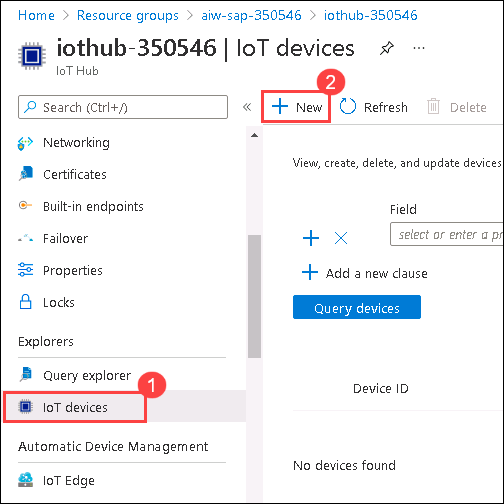 Home > Resource groups > aiw-sap-350546 > iothub-350546
iothub-350546 | IoT devices ...
IoT Hub
Search (Ctrl+/)
«
2
+ New
Refresh
Delete
Networking
Certificates
Built-in endpoints
Failover
Properties
Locks
Explorers
Query explorer
1
IoT devices
Automatic Device Management
IoT Edge
View, create, delete, and update devices
Field
select or enter a pr
+ Add a new clause
Query devices
Device ID
No devices found